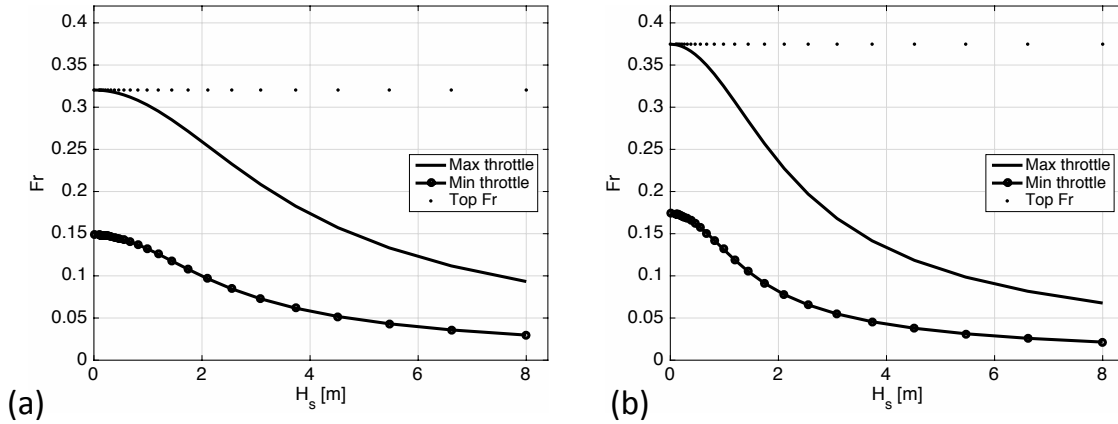 0.4
0.35
0.3
0.25
0.2
0.15
0.1
0.05
0
Fr
0 2 4 6 8
H_s [m]
Max throttle
Min throttle
Top Fr
(a)
0.4
0.35
0.3
0.25
0.2
0.15
0.1
0.05
0
Fr
0 2 4 6 8
H_s [m]
Max throttle
Min throttle
Top Fr
(b)